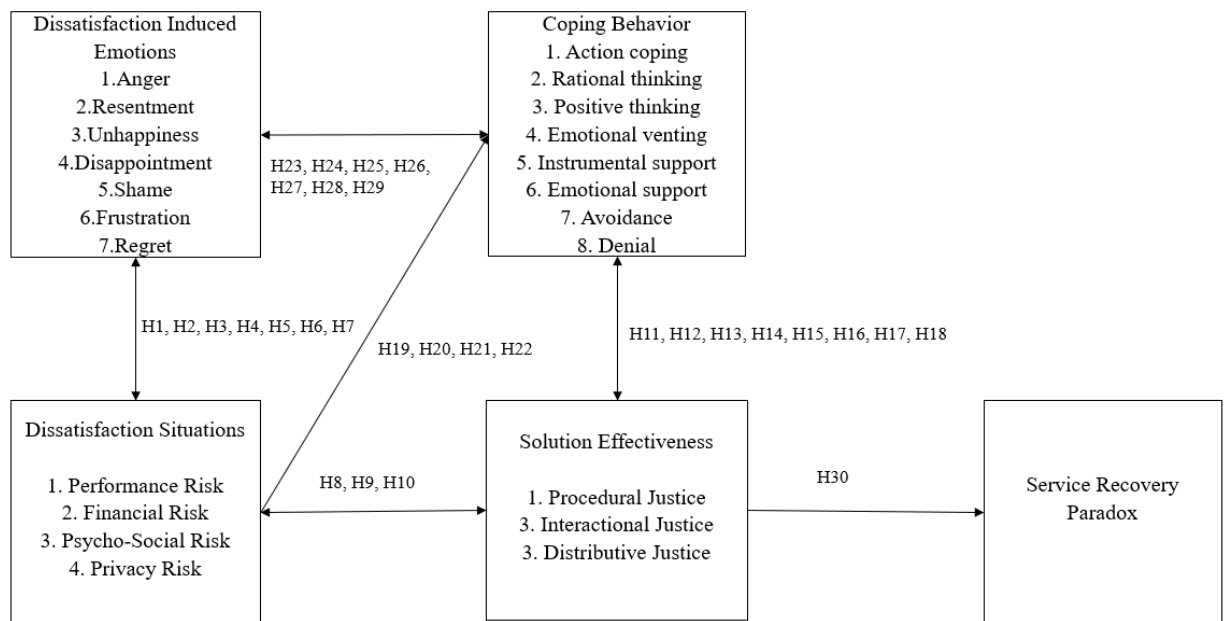 Dissatisfaction Induced
Emotions
1.Anger
2.Resentment
3.Unhappiness
4.Disappointment
5.Shame
6.Frustration
7.Regret
Coping Behavior
1. Action coping
2. Rational thinking
3. Positive thinking
4. Emotional venting
5. Instrumental support
6. Emotional support
7. Avoidance
8. Denial
H23, H24, H25, H26,
H27, H28, H29
H1, H2, H3, H4, H5, H6, H7
H19, H20, H21, H22
H11, H12, H13, H14, H15, H16, H17, H18
Dissatisfaction Situations
1. Performance Risk
2. Financial Risk
3. Psycho-Social Risk
4. Privacy Risk
H8, H9, H10
Solution Effectiveness
1. Procedural Justice
3. Interactional Justice
3. Distributive Justice
H30
Service Recovery
Paradox